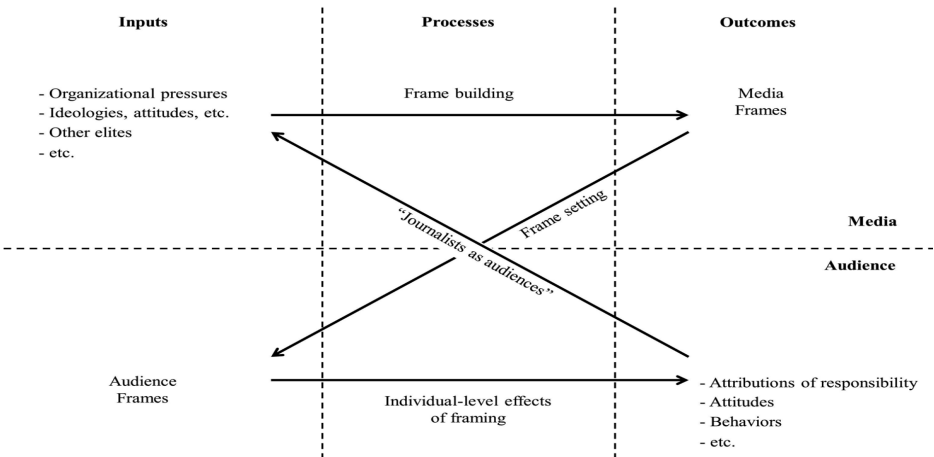 Inputs
Processes
Outcomes
- Organizational pressures
- Ideologies, attitudes, etc.
- Other elites
- etc.
Frame building
Media
Frames
Frame setting
"Journalists as audiences"
Media
Audience
Audience
Frames
Individual-level effects
of framing
- Attributions of responsibility
- Attitudes
- Behaviors
- etc.